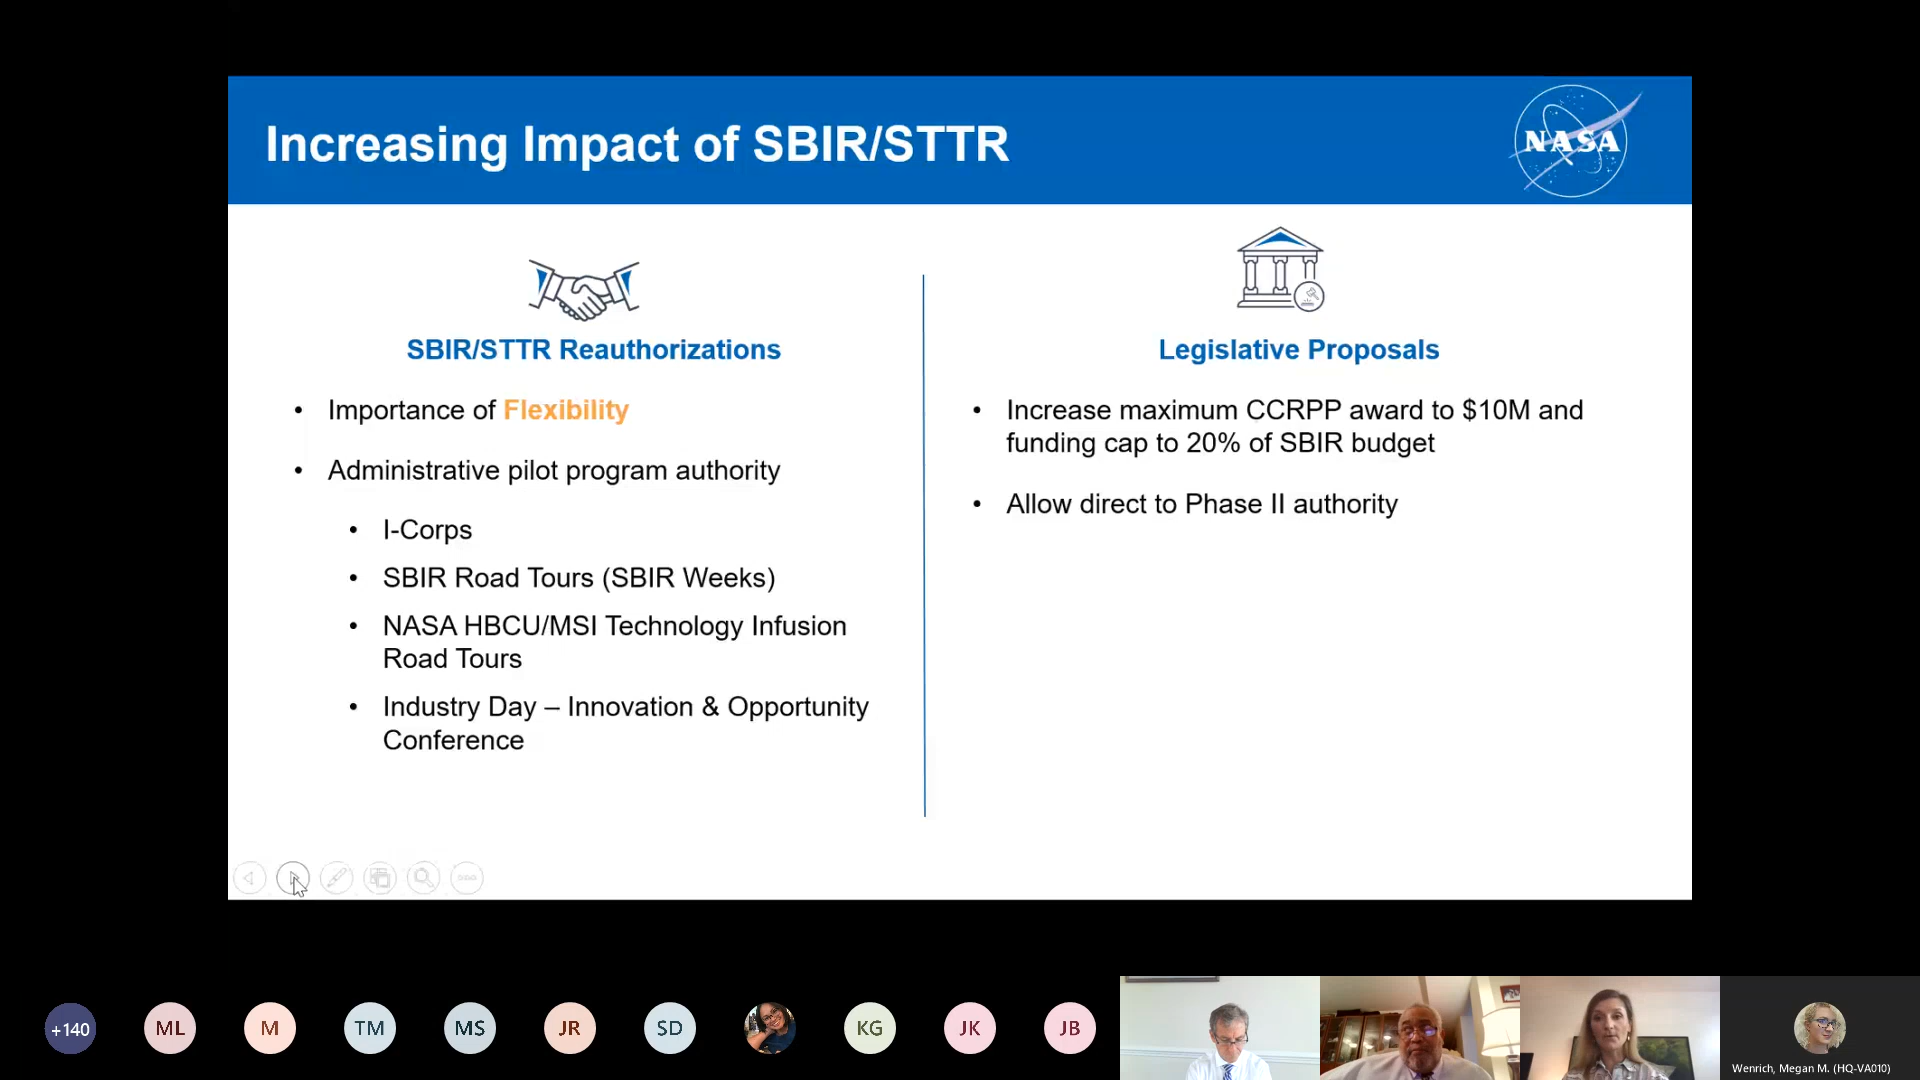 Increasing Impact of SBIR/STTR
NASA
SBIR/STTR Reauthorizations
• Importance of Flexibility
• Administrative pilot program authority
• I-Corps
• SBIR Road Tours (SBIR Weeks)
• NASA HBCU/MSI Technology Infusion
Road Tours
• Industry Day – Innovation & Opportunity
Conference
Legislative Proposals
• Increase maximum CCRPP award to $10M and
funding cap to 20% of SBIR budget
• Allow direct to Phase II authority
+140
ML
M
TM
MS
JR
SD
KG
JK
JB
Wenrich, Megan M. (HQ-VA010)